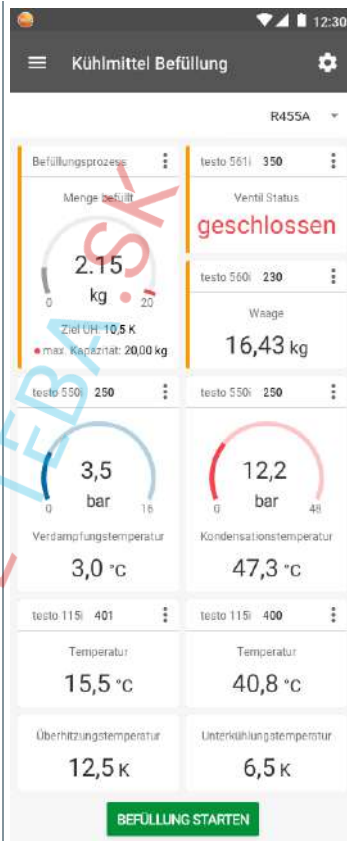 12:30
Kühlmittel Befüllung
R455A
Befüllungsprozess
Menge befüllt
2.15
kg
0 20
Ziel ÜH: 10,5 K
max. Kapazität: 20,00 kg
testo 561i 350
Ventil Status
geschlossen
testo 560i 230
Waage
16,43 kg
testo 550i 250
3,5
bar
0 16
Verdampfungstemperatur
3,0 °C
testo 550i 250
12,2
bar
0 48
Kondensationstemperatur
47,3 °C
testo 115i 401
Temperatur
15,5 °C
testo 115i 400
Temperatur
40,8 °C
Überhitzungstemperatur
12,5 K
Unterkühlungstemperatur
6,5 K
BEFÜLLUNG STARTEN
LEBA.SK